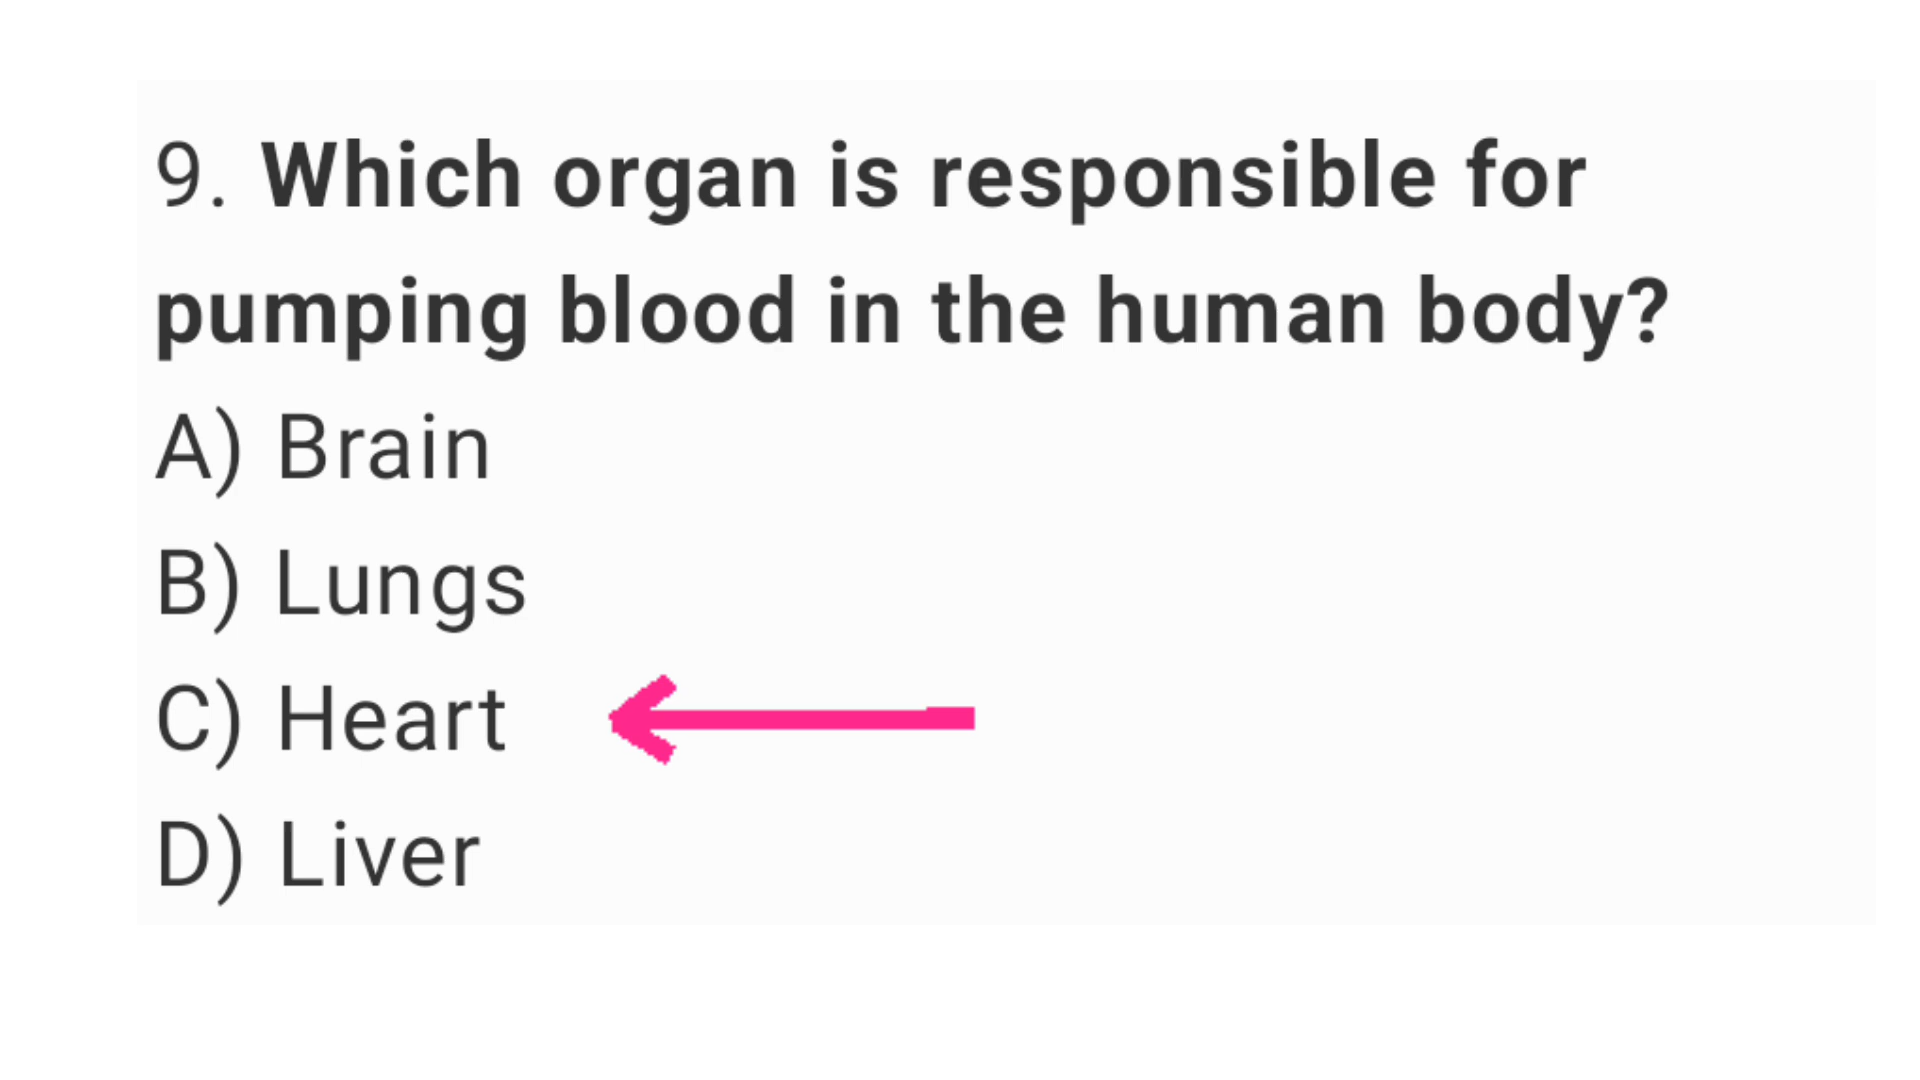 9. Which organ is responsible for
pumping blood in the human body?
A) Brain
B) Lungs
C) Heart
D) Liver